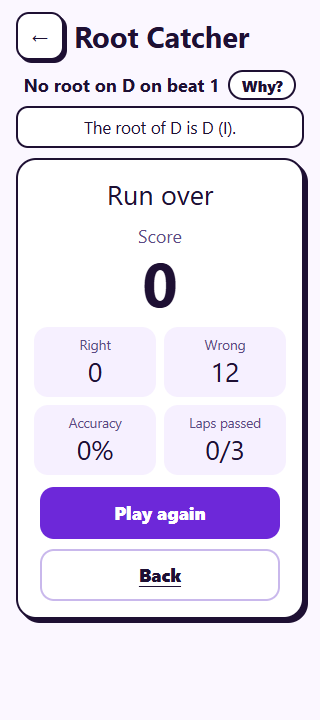 ← Root Catcher
No root on D on beat 1 Why?
The root of D is D (I).
Run over
Score
0
Right
0
Wrong
12
Accuracy
0%
Laps passed
0/3
Play again
Back